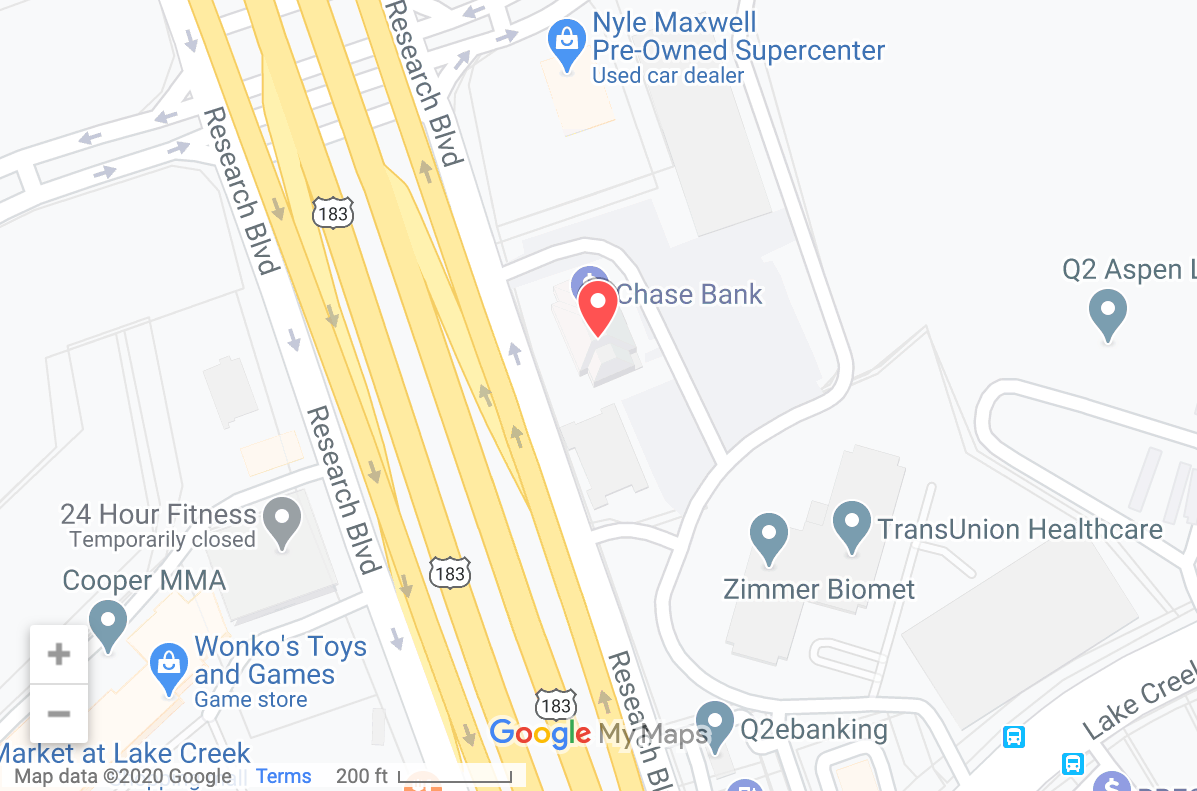 Nyle Maxwell
Pre-Owned Supercenter
Used car dealer
Research Blvd
Research Blvd
183
Q2 Aspen L
Chase Bank
Research Blvd
24 Hour Fitness
Temporarily closed
TransUnion Healthcare
183
Cooper MMA
Zimmer Biomet
Wonko's Toys
and Games
Game store
Research Bl
183
Lake Creek
Google My Maps
Q2ebanking
Market at Lake Creek
Map data ©2020 Google
Terms
200 ft